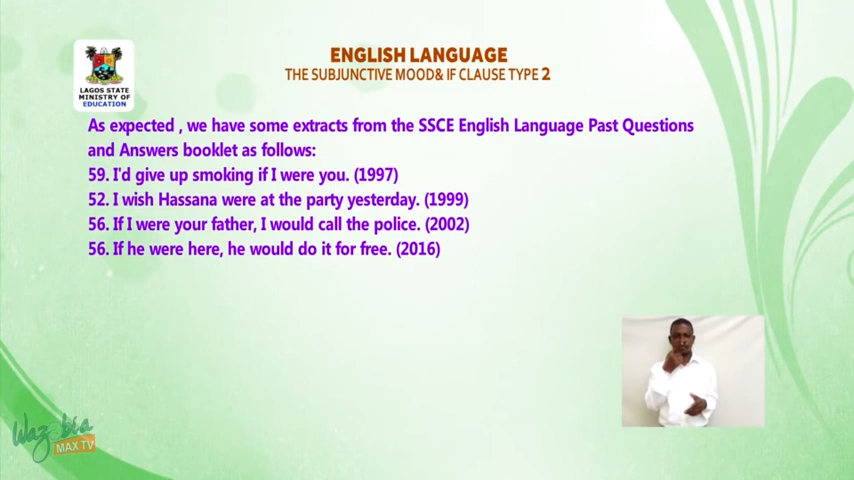 ENGLISH LANGUAGE
THE SUBJUNCTIVE MOOD& IF CLAUSE TYPE 2
LAGOS STATE
MINISTRY OF
EDUCATION
As expected , we have some extracts from the SSCE English Language Past Questions
and Answers booklet as follows:
59. I'd give up smoking if I were you. (1997)
52. I wish Hassana were at the party yesterday. (1999)
56. If I were your father, I would call the police. (2002)
56. If he were here, he would do it for free. (2016)
Wazobia
MAX TV